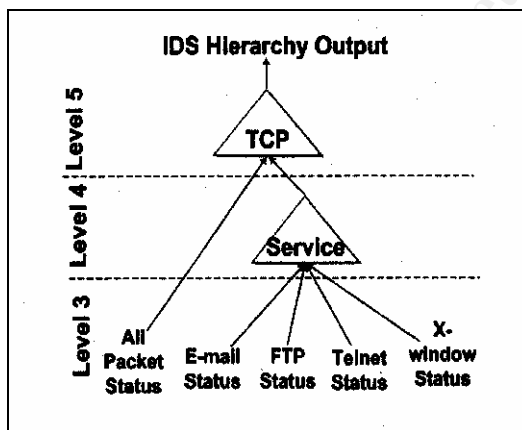 IDS Hierarchy Output
Level 5
TCP
Level 4
Service
Level 3
All
Packet
Status
E-mail
Status
FTP
Status
Telnet
Status
X-
window
Status